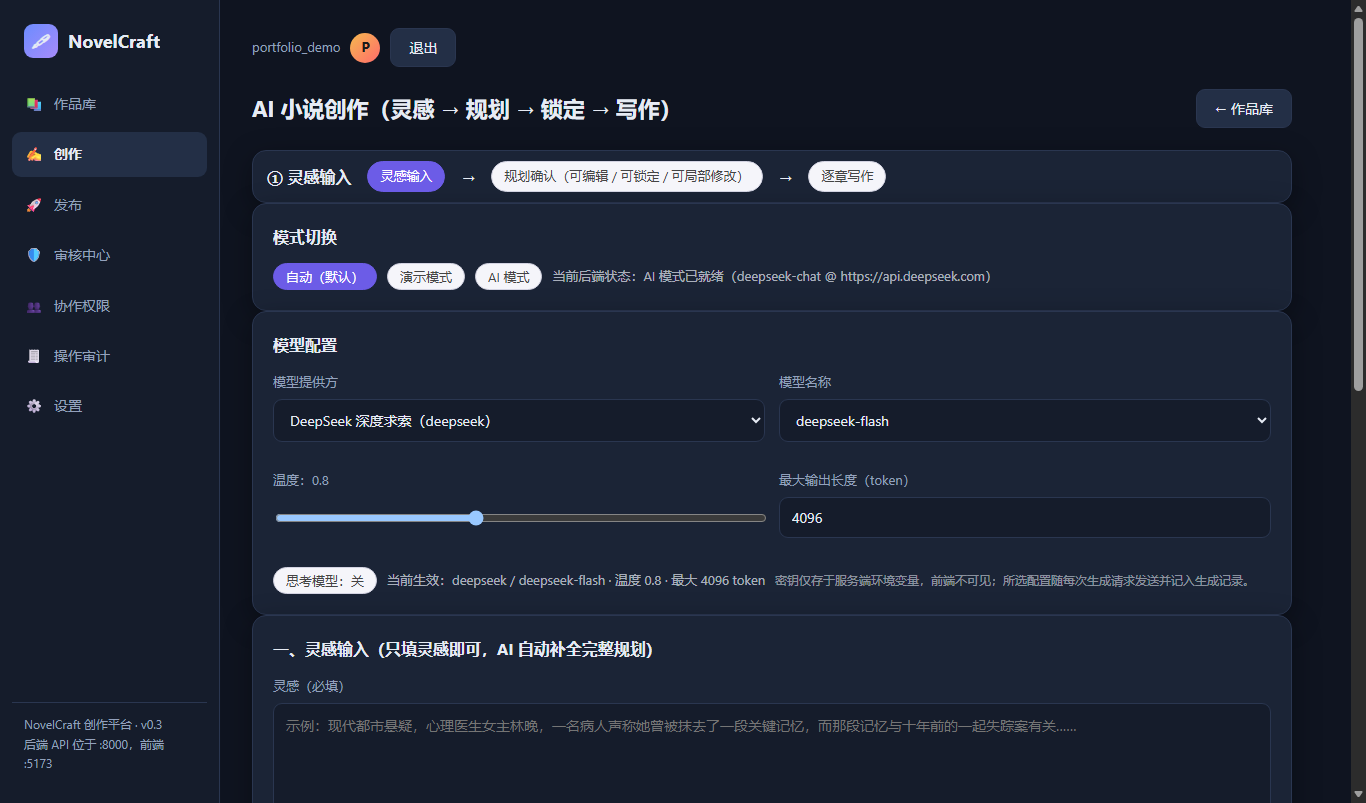 NovelCraft
作品库
创作
发布
审核中心
协作权限
操作审计
设置
NovelCraft 创作平台 · v0.3
后端 API 位于 :8000，前端
:5173
portfolio_demo P 退出
AI 小说创作（灵感 → 规划 → 锁定 → 写作）
← 作品库
① 灵感输入 灵感输入 → 规划确认（可编辑 / 可锁定 / 可局部修改） → 逐章写作
模式切换
自动（默认） 演示模式 AI 模式 当前后端状态：AI 模式已就绪（deepseek-chat @ https://api.deepseek.com）
模型配置
模型提供方 模型名称
DeepSeek 深度求索（deepseek） deepseek-flash
温度：0.8 最大输出长度（token）
4096
思考模型：关 当前生效：deepseek / deepseek-flash · 温度 0.8 · 最大 4096 token 密钥仅存于服务端环境变量，前端不可见；所选配置随每次生成请求发送并记入生成记录。
一、灵感输入（只填灵感即可，AI 自动补全完整规划）
灵感（必填）
示例：现代都市悬疑，心理医生女主林晚，一名病人声称她曾被抹去了一段关键记忆，而那段记忆与十年前的一起失踪案有关……